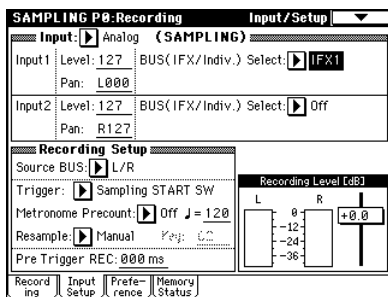 SAMPLING P0:Recording Input/Setup
Input: Analog (SAMPLING)
Input1 Level: 127 BUS(IFX/Indiv.) Select: IFX1
Pan: L000
Input2 Level: 127 BUS(IFX/Indiv.) Select: Off
Pan: R127
Recording Setup
Source BUS: L/R
Trigger: Sampling START SW
Metronome Precount: Off ♩=120
Resample: Manual Key: C2
Pre Trigger REC: 000 ms
Recording Level [dB]
L R
0 +0.0
-12
-24
-36
Record ing Input Setup Prefe- rence Memory Status